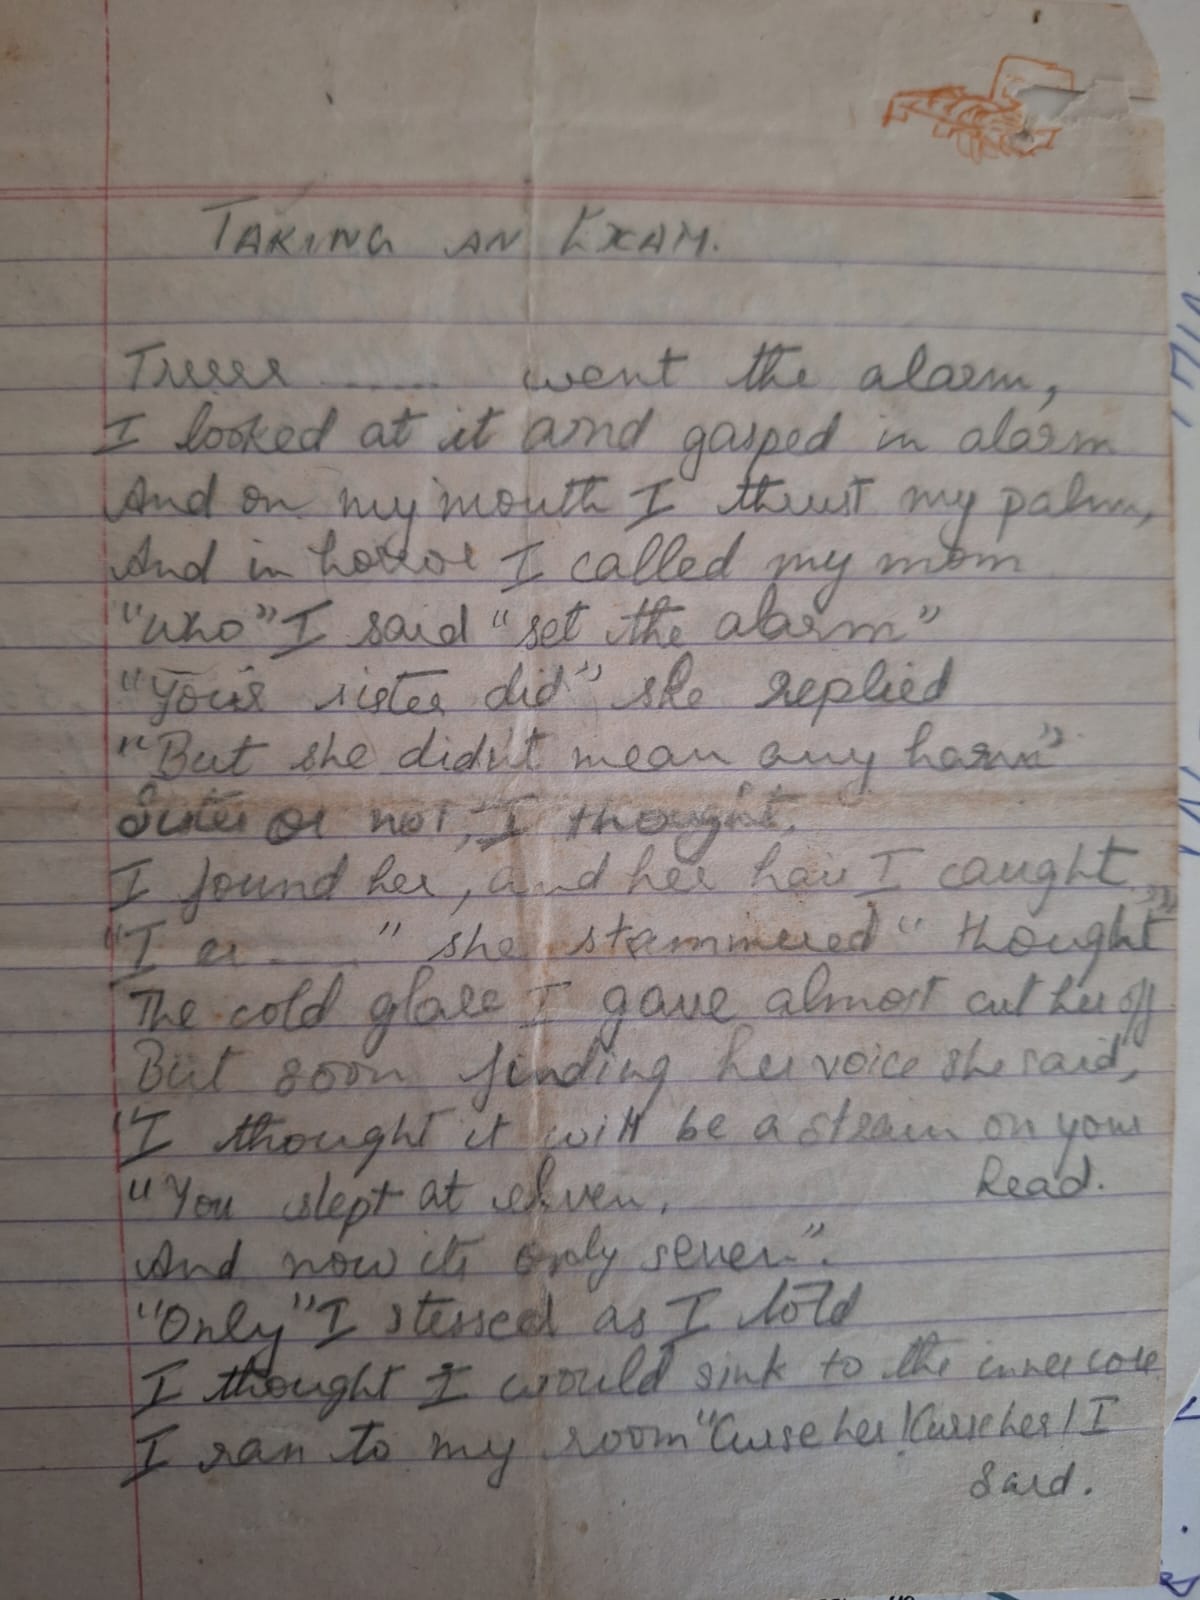 TAKING AN EXAM.
Trrrr ...... went the alarm,
I looked at it and gasped in alarm
And on my mouth I thrust my palm,
And in horror I called my mom
"Who" I said "set the alarm"
"Your sister did" she replied
"But she didn't mean any harm"
Sister or not, I thought.
I found her, and her hair I caught
"I er ....." she stammered "thought"
The cold glare I gave almost cut her off
But soon finding her voice she said,
"I thought it will be a strain on your
head.
"You slept at eleven,
And now its only seven".
"Only" I stessed as I told
I thought I would sink to the inner core
I ran to my room "Curse her! Curse her! I
said.